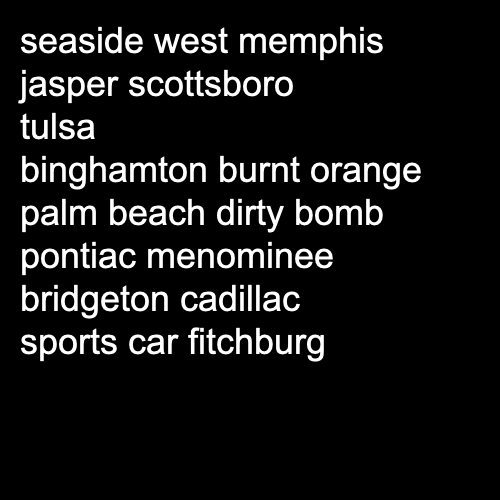 seaside west memphis
jasper scottsboro
tulsa
binghamton burnt orange
palm beach dirty bomb
pontiac menominee
bridgeton cadillac
sports car fitchburg